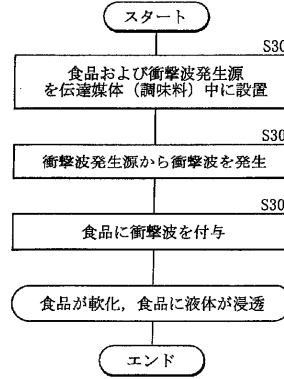 スタート
S30
食品および衝撃波発生源
を伝達媒体（調味料）中に設置
S30
衝撃波発生源から衝撃波を発生
S30
食品に衝撃波を付与
食品が軟化，食品に液体が浸透
エンド